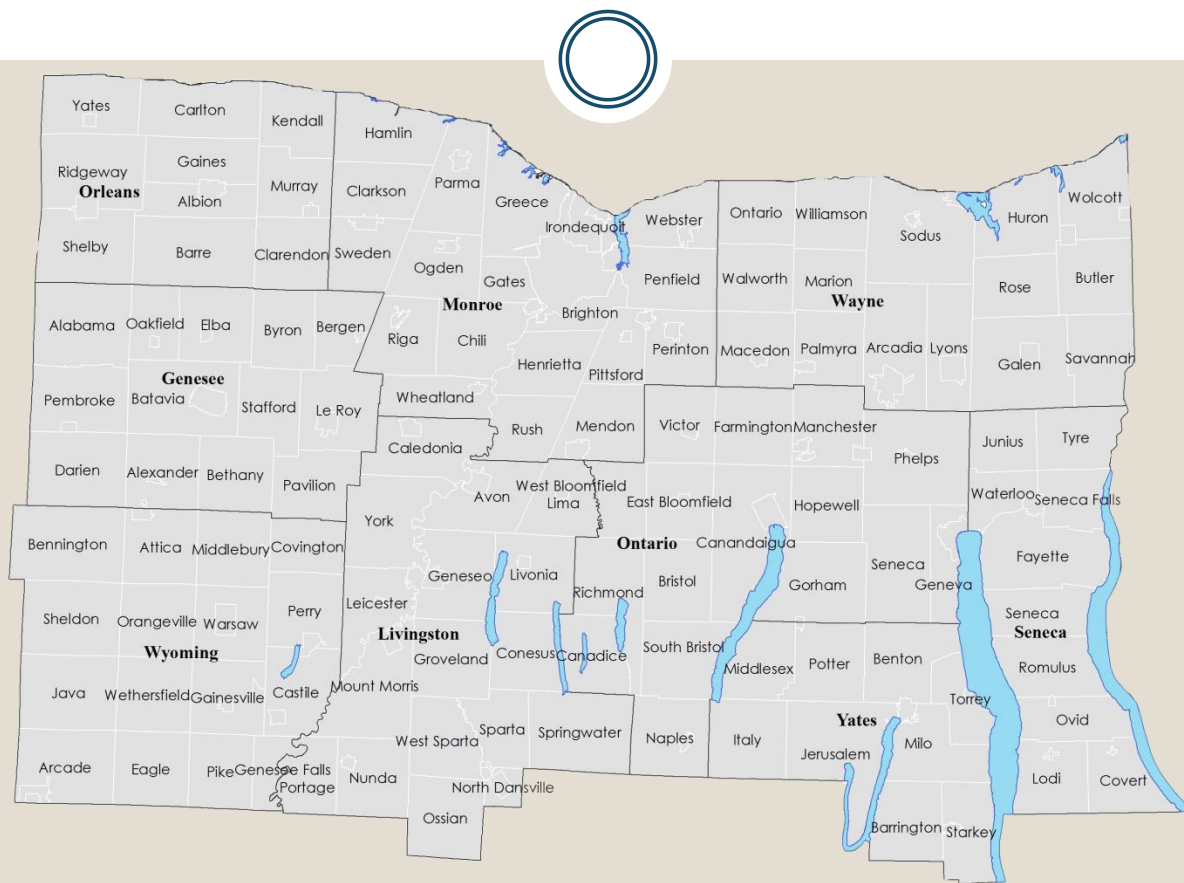 Yates
Carlton
Kendall
Hamlin
Ridgeway
Orleans
Gaines
Albion
Murray
Clarkson
Parma
Greece
Irondequoit
Webster
Ontario
Williamson
Sodus
Huron
Wolcott
Shelby
Barre
Clarendon
Sweden
Ogden
Gates
Monroe
Penfield
Walworth
Marion
Wayne
Rose
Butler
Alabama
Oakfield
Elba
Byron
Bergen
Riga
Chili
Brighton
Henrietta
Pittsford
Perinton
Macedon
Palmyra
Arcadia
Lyons
Galen
Savannah
Genesee
Pembroke
Batavia
Stafford
Le Roy
Wheatland
Rush
Mendon
Victor
Farmington
Manchester
Phelps
Junius
Tyre
Darien
Alexander
Bethany
Pavilion
Caledonia
Avon
West Bloomfield
Lima
East Bloomfield
Hopewell
Waterloo
Seneca Falls
York
Bennington
Attica
Middlebury
Covington
Geneseo
Livonia
Ontario
Canandaigua
Richmond
Bristol
Gorham
Seneca
Geneva
Fayette
Sheldon
Orangeville
Warsaw
Perry
Leicester
Livingston
Wyoming
Groveland
Conesus
Canadice
South Bristol
Middlesex
Potter
Benton
Seneca
Seneca
Romulus
Java
Wethersfield
Gainesville
Castile
Mount Morris
Torrey
Ovid
Arcade
Eagle
Pike
Genesee Falls
Portage
Nunda
West Sparta
Sparta
Springwater
Naples
Italy
Yates
Jerusalem
Milo
Lodi
Covert
North Dansville
Ossian
Barrington
Starkey